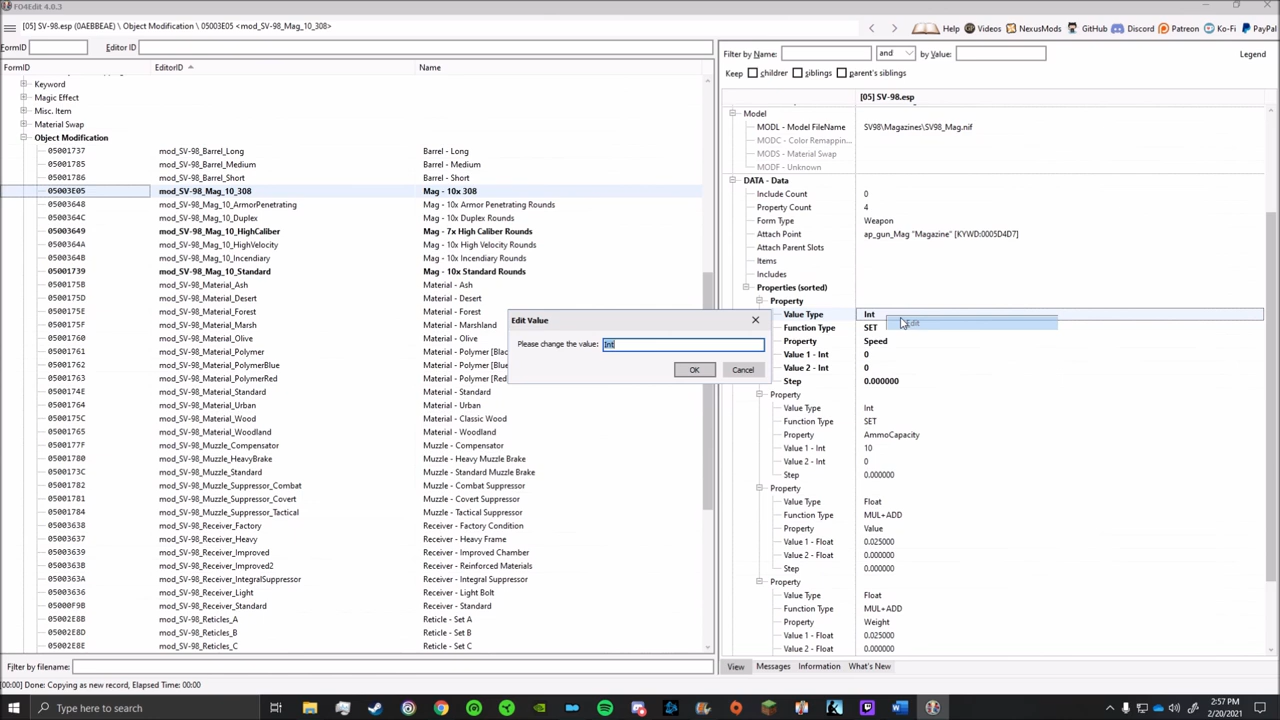 FO4Edit 4.0.3
[05] SV-98.esp (0AEBBEAE) \ Object Modification \ 05003E05 <mod_SV-98_Mag_10_308>
Help Videos NexusMods GitHub Discord Patreon Ko-Fi PayPal
FormID Editor ID
Filter by Name: and by Value: Legend
FormID EditorID Name
Keep children siblings parent's siblings
Keyword
Magic Effect
Misc. Item
Material Swap
Object Modification
05001737 mod_SV-98_Barrel_Long Barrel - Long
05001785 mod_SV-98_Barrel_Medium Barrel - Medium
05001786 mod_SV-98_Barrel_Short Barrel - Short
05003E05 mod_SV-98_Mag_10_308 Mag - 10x 308
05003648 mod_SV-98_Mag_10_ArmorPenetrating Mag - 10x Armor Penetrating Rounds
0500364C mod_SV-98_Mag_10_Duplex Mag - 10x Duplex Rounds
05003649 mod_SV-98_Mag_10_HighCaliber Mag - 7x High Caliber Rounds
0500364A mod_SV-98_Mag_10_HighVelocity Mag - 10x High Velocity Rounds
0500364B mod_SV-98_Mag_10_Incendiary Mag - 10x Incendiary Rounds
05001739 mod_SV-98_Mag_10_Standard Mag - 10x Standard Rounds
0500175B mod_SV-98_Material_Ash Material - Ash
0500175D mod_SV-98_Material_Desert Material - Desert
0500175E mod_SV-98_Material_Forest Material - Forest
0500175F mod_SV-98_Material_Marsh Material - Marshland
05001760 mod_SV-98_Material_Olive Material - Olive
05001761 mod_SV-98_Material_Polymer Material - Polymer [Blac
05001762 mod_SV-98_Material_PolymerBlue Material - Polymer [Blue
05001763 mod_SV-98_Material_PolymerRed Material - Polymer [Red
0500174A mod_SV-98_Material_Standard Material - Standard
05001764 mod_SV-98_Material_Urban Material - Urban
05001765 mod_SV-98_Material_Wood Material - Classic Wood
05001766 mod_SV-98_Material_Woodland Material - Woodland
0500177F mod_SV-98_Muzzle_Compensator Muzzle - Compensator
05001780 mod_SV-98_Muzzle_HeavyBrake Muzzle - Heavy Muzzle Brake
0500173C mod_SV-98_Muzzle_Standard Muzzle - Standard Muzzle Brake
05001782 mod_SV-98_Muzzle_Suppressor_Combat Muzzle - Combat Suppressor
05001781 mod_SV-98_Muzzle_Suppressor_Covert Muzzle - Covert Suppressor
05001783 mod_SV-98_Muzzle_Suppressor_Tactical Muzzle - Tactical Suppressor
05003638 mod_SV-98_Receiver_Factory Receiver - Factory Condition
05003637 mod_SV-98_Receiver_Heavy Receiver - Heavy Frame
05003639 mod_SV-98_Receiver_Improved Receiver - Improved Chamber
0500363B mod_SV-98_Receiver_Improved2 Receiver - Reinforced Materials
0500363A mod_SV-98_Receiver_IntegralSuppressor Receiver - Integral Suppressor
05003636 mod_SV-98_Receiver_Light Receiver - Light Bolt
05000F9B mod_SV-98_Receiver_Standard Receiver - Standard
05002E8B mod_SV-98_Reticles_A Reticle - Set A
05002E8D mod_SV-98_Reticles_B Reticle - Set B
05002E8E mod_SV-98_Reticles_C Reticle - Set C
[05] SV-98.esp
Model
MODL - Model FileName SV98\Magazines\SV98_Mag.nif
MODC - Color Remappin...
MODS - Material Swap
MODF - Unknown
DATA - Data
Include Count 0
Property Count 4
Form Type Weapon
Attach Point ap_gun_Mag "Magazine" [KYWD:0005D4D7]
Attach Parent Slots
Items
Includes
Properties (sorted)
Property
Value Type Int
Edit
Function Type SET
Property Speed
Value 1 - Int 0
Value 2 - Int 0
Step 0.000000
Property
Value Type Int
Function Type SET
Property AmmoCapacity
Value 1 - Int 10
Value 2 - Int 0
Step 0.000000
Property
Value Type Float
Function Type MUL+ADD
Property Value
Value 1 - Float 0.025000
Value 2 - Float 0.000000
Step 0.000000
Property
Value Type Float
Function Type MUL+ADD
Property Weight
Value 1 - Float 0.025000
Value 2 - Float 0.000000
Edit Value
Please change the value: Int
OK Cancel
Filter by filename:
View Messages Information What's New
[00:00] Done: Copying as new record, Elapsed Time: 00:00
Type here to search
2:57 PM
2/20/2021